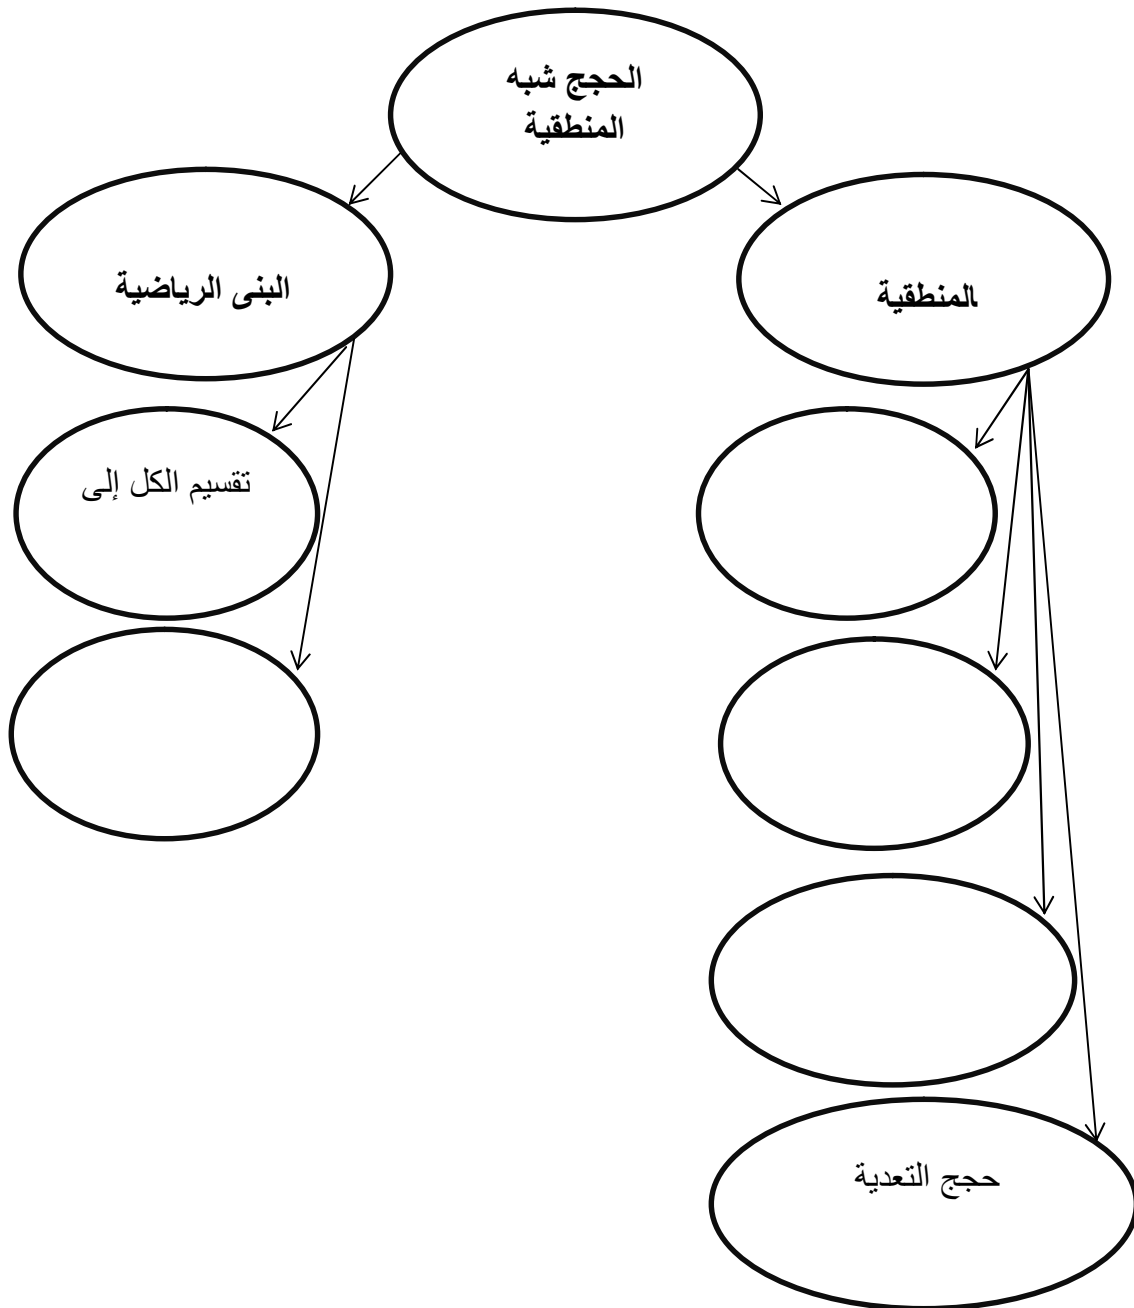 الحجج شبه
المنطقية
المنطقية
البنى الرياضية
تقسيم الكل إلى
حجج التعدية